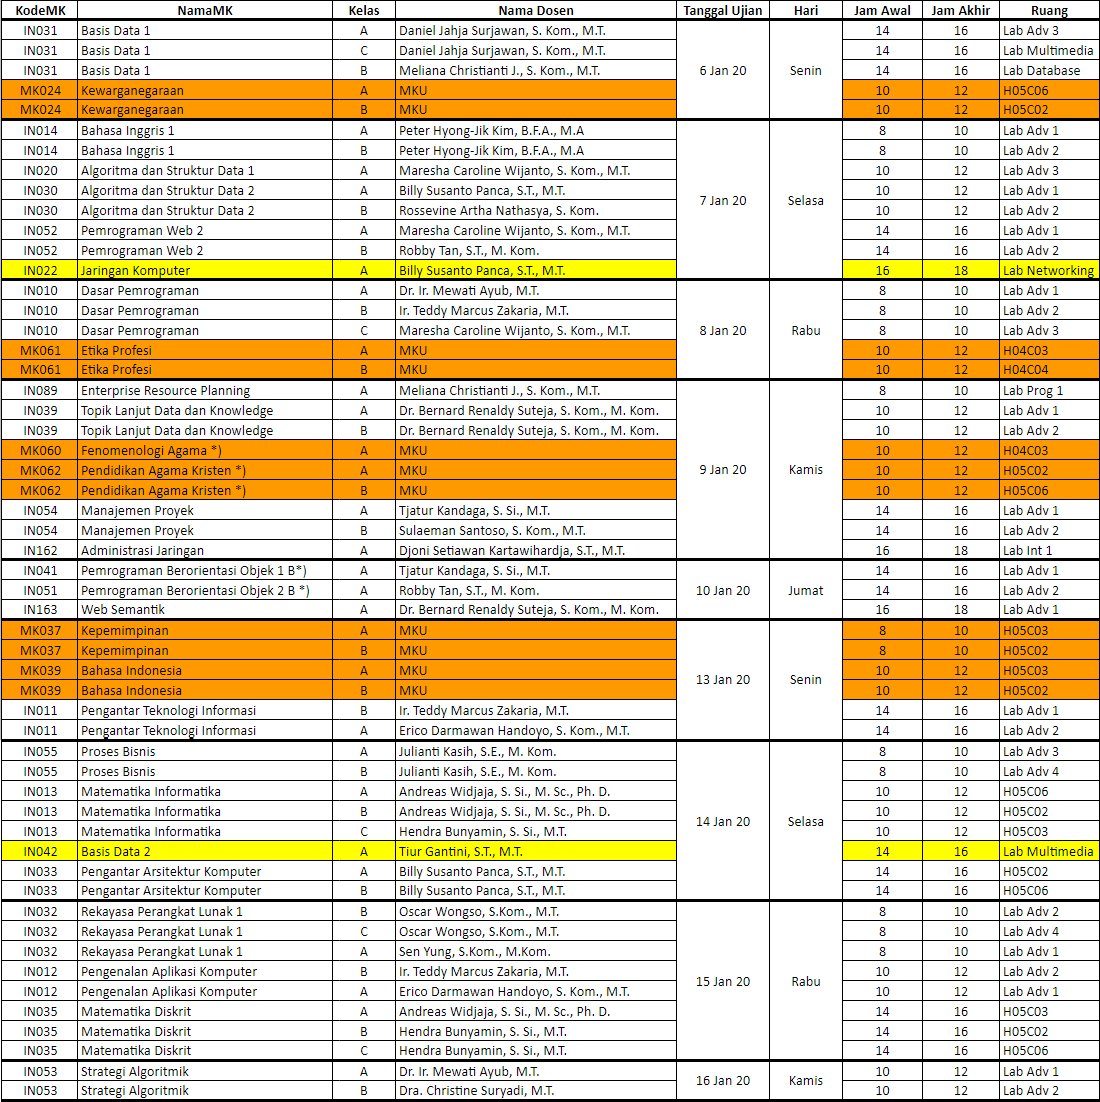 KodeMK NamaMK Kelas Nama Dosen Tanggal Ujian Hari Jam Awal Jam Akhir Ruang
IN031 Basis Data 1 A Daniel Jahja Surjawan, S. Kom., M.T. 14 16 Lab Adv 3
IN031 Basis Data 1 C Daniel Jahja Surjawan, S. Kom., M.T. 14 16 Lab Multimedia
IN031 Basis Data 1 B Meliana Christianti J., S. Kom., M.T. 6 Jan 20 Senin 14 16 Lab Database
MK024 Kewarganegaraan A MKU 10 12 H05C06
MK024 Kewarganegaraan B MKU 10 12 H05C02
IN014 Bahasa Inggris 1 A Peter Hyong-Jik Kim, B.F.A., M.A 8 10 Lab Adv 1
IN014 Bahasa Inggris 1 B Peter Hyong-Jik Kim, B.F.A., M.A 8 10 Lab Adv 2
IN020 Algoritma dan Struktur Data 1 A Maresha Caroline Wijanto, S. Kom., M.T. 10 12 Lab Adv 3
IN030 Algoritma dan Struktur Data 2 A Billy Susanto Panca, S.T., M.T. 10 12 Lab Adv 1
IN030 Algoritma dan Struktur Data 2 B Rossevine Artha Nathasya, S. Kom. 7 Jan 20 Selasa 10 12 Lab Adv 2
IN052 Pemrograman Web 2 A Maresha Caroline Wijanto, S. Kom., M.T. 14 16 Lab Adv 1
IN052 Pemrograman Web 2 B Robby Tan, S.T., M. Kom. 14 16 Lab Adv 2
IN022 Jaringan Komputer A Billy Susanto Panca, S.T., M.T. 16 18 Lab Networking
IN010 Dasar Pemrograman A Dr. Ir. Mewati Ayub, M.T. 8 10 Lab Adv 1
IN010 Dasar Pemrograman B Ir. Teddy Marcus Zakaria, M.T. 8 10 Lab Adv 2
IN010 Dasar Pemrograman C Maresha Caroline Wijanto, S. Kom., M.T. 8 Jan 20 Rabu 8 10 Lab Adv 3
MK061 Etika Profesi A MKU 10 12 H04C03
MK061 Etika Profesi B MKU 10 12 H04C04
IN089 Enterprise Resource Planning A Meliana Christianti J., S. Kom., M.T. 8 10 Lab Prog 1
IN039 Topik Lanjut Data dan Knowledge A Dr. Bernard Renaldy Suteja, S. Kom., M. Kom. 10 12 Lab Adv 1
IN039 Topik Lanjut Data dan Knowledge B Dr. Bernard Renaldy Suteja, S. Kom., M. Kom. 10 12 Lab Adv 2
MK060 Fenomenologi Agama *) A MKU 10 12 H04C03
MK062 Pendidikan Agama Kristen *) A MKU 9 Jan 20 Kamis 10 12 H05C02
MK062 Pendidikan Agama Kristen *) B MKU 10 12 H05C06
IN054 Manajemen Proyek A Tjatur Kandaga, S. Si., M.T. 14 16 Lab Adv 1
IN054 Manajemen Proyek B Sulaeman Santoso, S. Kom., M.T. 14 16 Lab Adv 2
IN162 Administrasi Jaringan A Djoni Setiawan Kartawihardja, S.T., M.T. 16 18 Lab Int 1
IN041 Pemrograman Berorientasi Objek 1 B*) A Tjatur Kandaga, S. Si., M.T. 14 16 Lab Adv 1
IN051 Pemrograman Berorientasi Objek 2 B *) A Robby Tan, S.T., M. Kom. 10 Jan 20 Jumat 14 16 Lab Adv 2
IN163 Web Semantik A Dr. Bernard Renaldy Suteja, S. Kom., M. Kom. 16 18 Lab Adv 1
MK037 Kepemimpinan A MKU 8 10 H05C03
MK037 Kepemimpinan B MKU 8 10 H05C02
MK039 Bahasa Indonesia A MKU 13 Jan 20 Senin 10 12 H05C03
MK039 Bahasa Indonesia B MKU 10 12 H05C02
IN011 Pengantar Teknologi Informasi B Ir. Teddy Marcus Zakaria, M.T. 14 16 Lab Adv 1
IN011 Pengantar Teknologi Informasi A Erico Darmawan Handoyo, S. Kom., M.T. 14 16 Lab Adv 2
IN055 Proses Bisnis A Julianti Kasih, S.E., M. Kom. 8 10 Lab Adv 3
IN055 Proses Bisnis B Julianti Kasih, S.E., M. Kom. 8 10 Lab Adv 4
IN013 Matematika Informatika A Andreas Widjaja, S. Si., M. Sc., Ph. D. 10 12 H05C06
IN013 Matematika Informatika B Andreas Widjaja, S. Si., M. Sc., Ph. D. 14 Jan 20 Selasa 10 12 H05C02
IN013 Matematika Informatika C Hendra Bunyamin, S. Si., M.T. 10 12 H05C03
IN042 Basis Data 2 A Tiur Gantini, S.T., M.T. 14 16 Lab Multimedia
IN033 Pengantar Arsitektur Komputer A Billy Susanto Panca, S.T., M.T. 14 16 H05C02
IN033 Pengantar Arsitektur Komputer B Billy Susanto Panca, S.T., M.T. 14 16 H05C06
IN032 Rekayasa Perangkat Lunak 1 B Oscar Wongso, S.Kom., M.T. 8 10 Lab Adv 2
IN032 Rekayasa Perangkat Lunak 1 C Oscar Wongso, S.Kom., M.T. 8 10 Lab Adv 4
IN032 Rekayasa Perangkat Lunak 1 A Sen Yung, S.Kom., M.Kom. 8 10 Lab Adv 1
IN012 Pengenalan Aplikasi Komputer B Ir. Teddy Marcus Zakaria, M.T. 10 12 Lab Adv 2
IN012 Pengenalan Aplikasi Komputer A Erico Darmawan Handoyo, S. Kom., M.T. 15 Jan 20 Rabu 10 12 Lab Adv 1
IN035 Matematika Diskrit A Andreas Widjaja, S. Si., M. Sc., Ph. D. 14 16 H05C03
IN035 Matematika Diskrit B Hendra Bunyamin, S. Si., M.T. 14 16 H05C02
IN035 Matematika Diskrit C Hendra Bunyamin, S. Si., M.T. 14 16 H05C06
IN053 Strategi Algoritmik A Dr. Ir. Mewati Ayub, M.T. 16 Jan 20 Kamis 10 12 Lab Adv 1
IN053 Strategi Algoritmik B Dra. Christine Suryadi, M.T. 10 12 Lab Adv 2